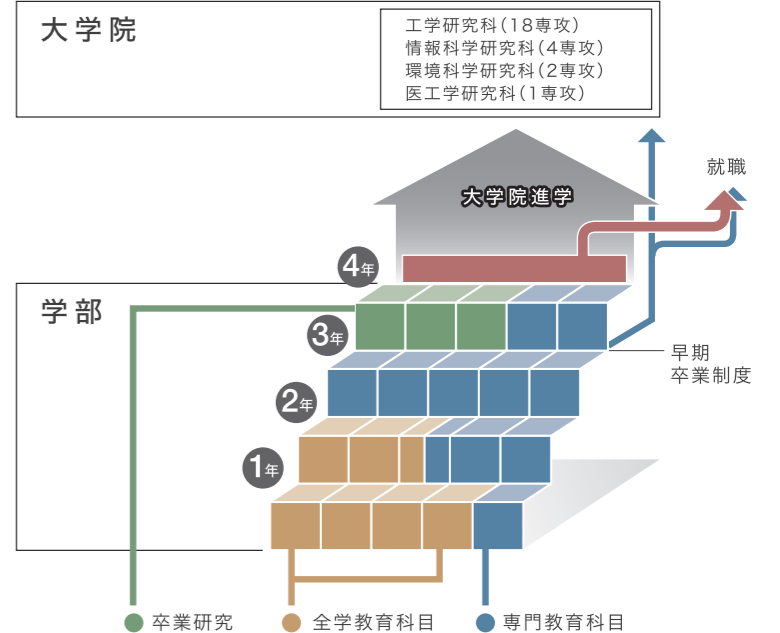 大学院
工学研究科(18専攻)
情報科学研究科(4専攻)
環境科学研究科(2専攻)
医工学研究科(1専攻)
就職
大学院進学
4年
学部
3年
早期
卒業制度
2年
1年
卒業研究
全学教育科目
専門教育科目